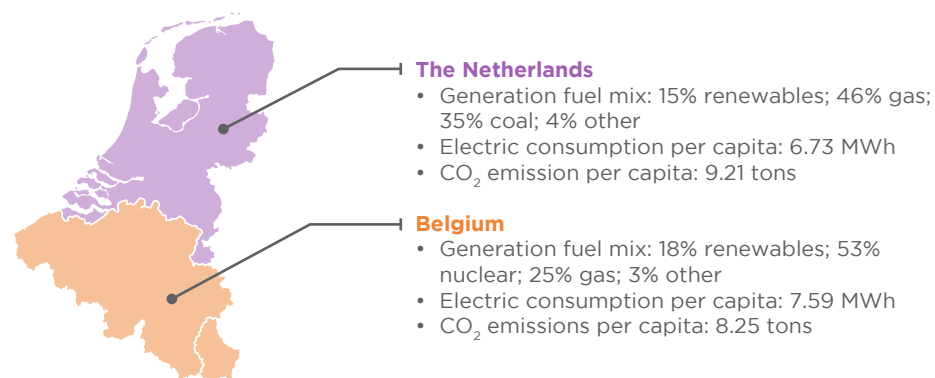 The Netherlands
• Generation fuel mix: 15% renewables; 46% gas;
35% coal; 4% other
• Electric consumption per capita: 6.73 MWh
• CO₂ emission per capita: 9.21 tons
Belgium
• Generation fuel mix: 18% renewables; 53%
nuclear; 25% gas; 3% other
• Electric consumption per capita: 7.59 MWh
• CO₂ emissions per capita: 8.25 tons